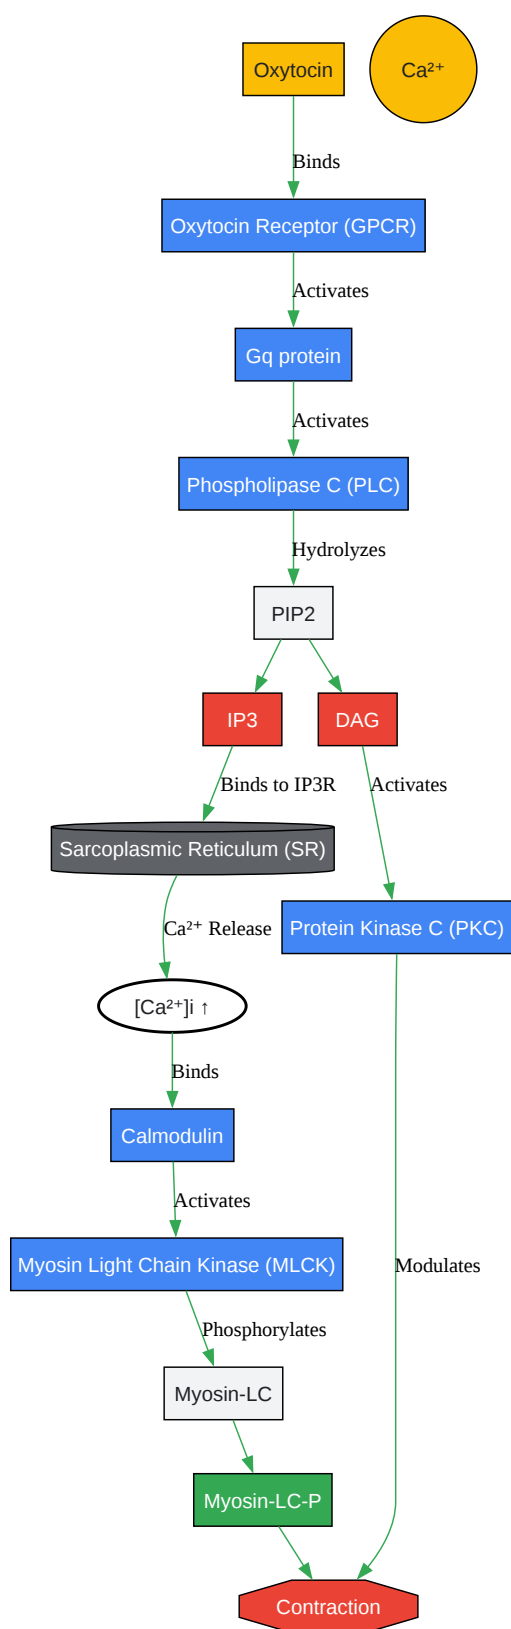 Oxytocin
Ca²⁺
Binds
Oxytocin Receptor (GPCR)
Activates
Gq protein
Activates
Phospholipase C (PLC)
Hydrolyzes
PIP2
IP3
DAG
Binds to IP3R
Activates
Sarcoplasmic Reticulum (SR)
Ca²⁺ Release
Protein Kinase C (PKC)
[Ca²⁺]i ↑
Binds
Calmodulin
Activates
Myosin Light Chain Kinase (MLCK)
Modulates
Phosphorylates
Myosin-LC
Myosin-LC-P
Contraction